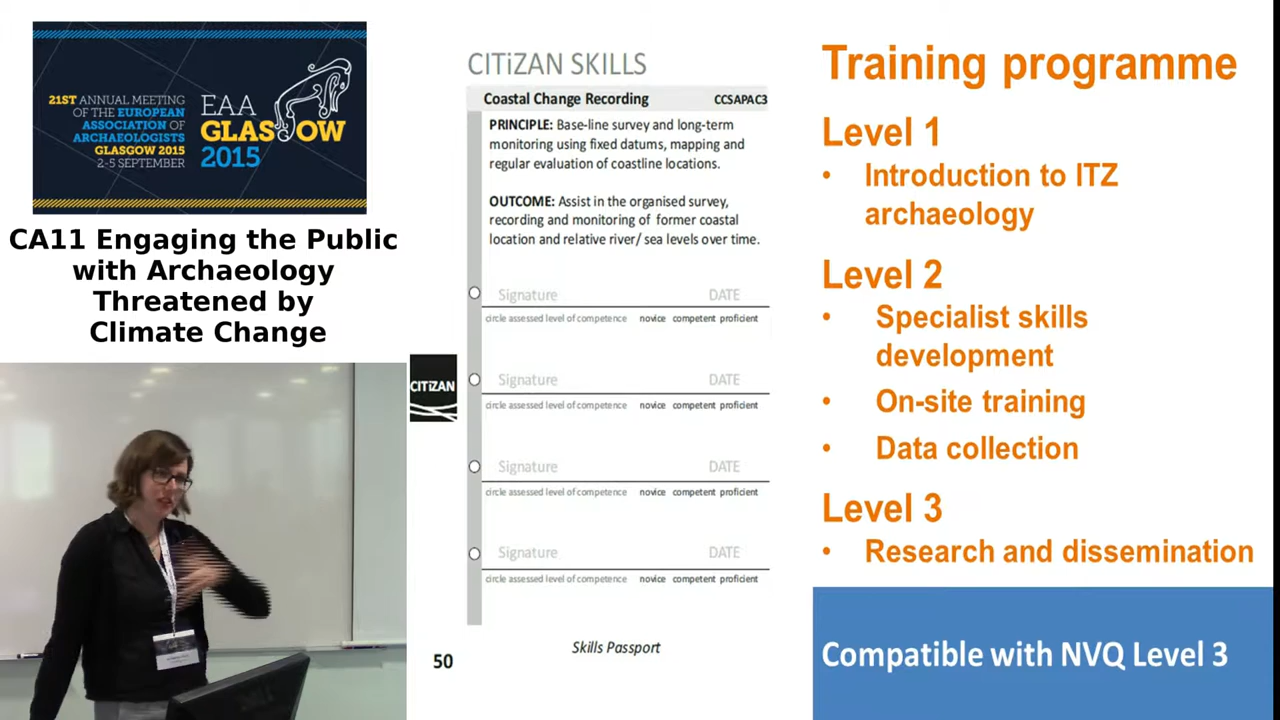 21ST ANNUAL MEETING
OF THE EUROPEAN
ASSOCIATION OF
ARCHAEOLOGISTS
GLASGOW 2015
2-5 SEPTEMBER
EAA
GLASGOW
2015
CA11 Engaging the Public
with Archaeology
Threatened by
Climate Change
CITiZAN
CITiZAN SKILLS
Coastal Change Recording CCSAPAC3
PRINCIPLE: Base-line survey and long-term
monitoring using fixed datums, mapping and
regular evaluation of coastline locations.
OUTCOME: Assist in the organised survey,
recording and monitoring of former coastal
location and relative river/ sea levels over time.
Signature DATE
circle assessed level of competence novice competent proficient
Signature DATE
circle assessed level of competence novice competent proficient
Signature DATE
circle assessed level of competence novice competent proficient
Signature DATE
circle assessed level of competence novice competent proficient
Skills Passport
50
Training programme
Level 1
• Introduction to ITZ
archaeology
Level 2
• Specialist skills
development
• On-site training
• Data collection
Level 3
• Research and dissemination
Compatible with NVQ Level 3